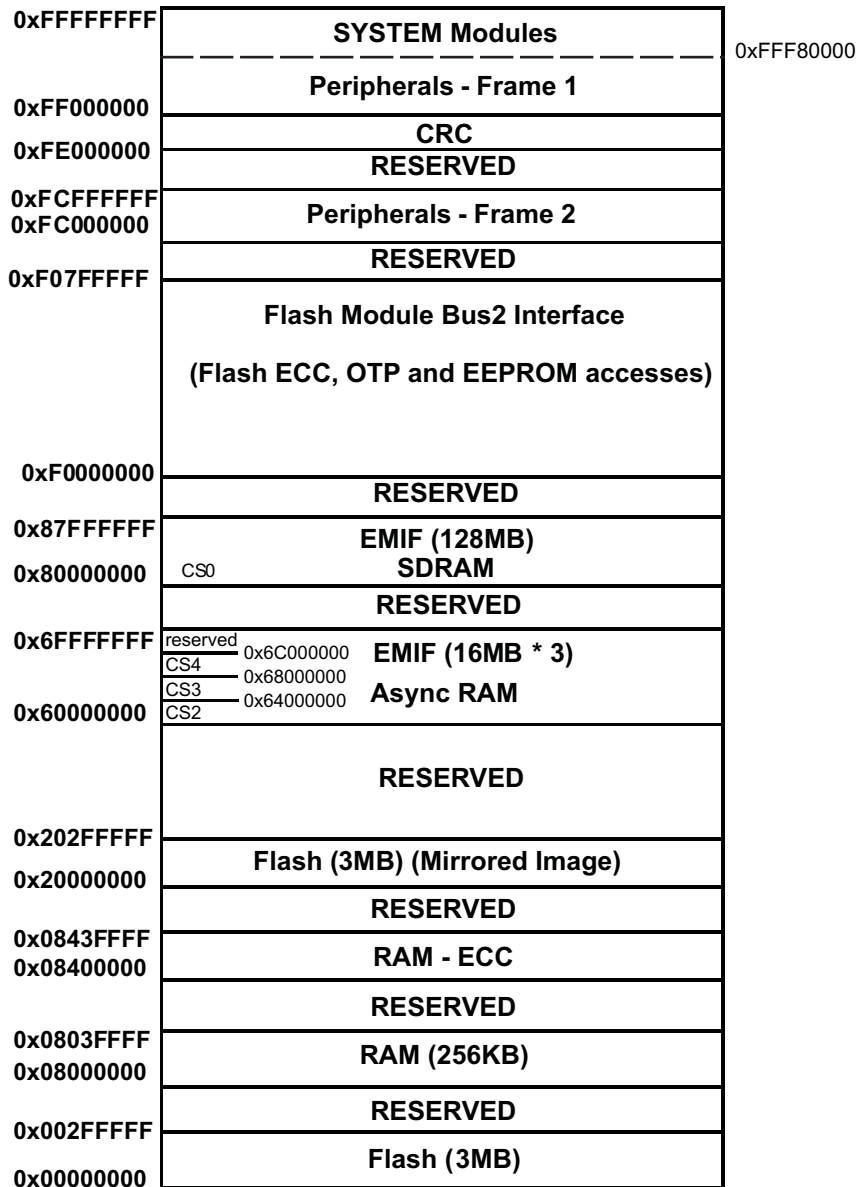 0xFFFFFFFF
SYSTEM Modules
0xFFF80000
Peripherals - Frame 1
0xFF000000
CRC
0xFE000000
RESERVED
0xFCFFFFFF
Peripherals - Frame 2
0xFC000000
RESERVED
0xF07FFFFF
Flash Module Bus2 Interface
(Flash ECC, OTP and EEPROM accesses)
0xF0000000
RESERVED
0x87FFFFFF
EMIF (128MB)
0x80000000
CS0
SDRAM
RESERVED
0x6FFFFFFF
reserved
0x6C000000
EMIF (16MB * 3)
CS4
0x68000000
CS3
0x64000000
Async RAM
0x60000000
CS2
RESERVED
0x202FFFFF
Flash (3MB) (Mirrored Image)
0x20000000
RESERVED
0x0843FFFF
RAM - ECC
0x08400000
RESERVED
0x0803FFFF
RAM (256KB)
0x08000000
RESERVED
0x002FFFFF
Flash (3MB)
0x00000000